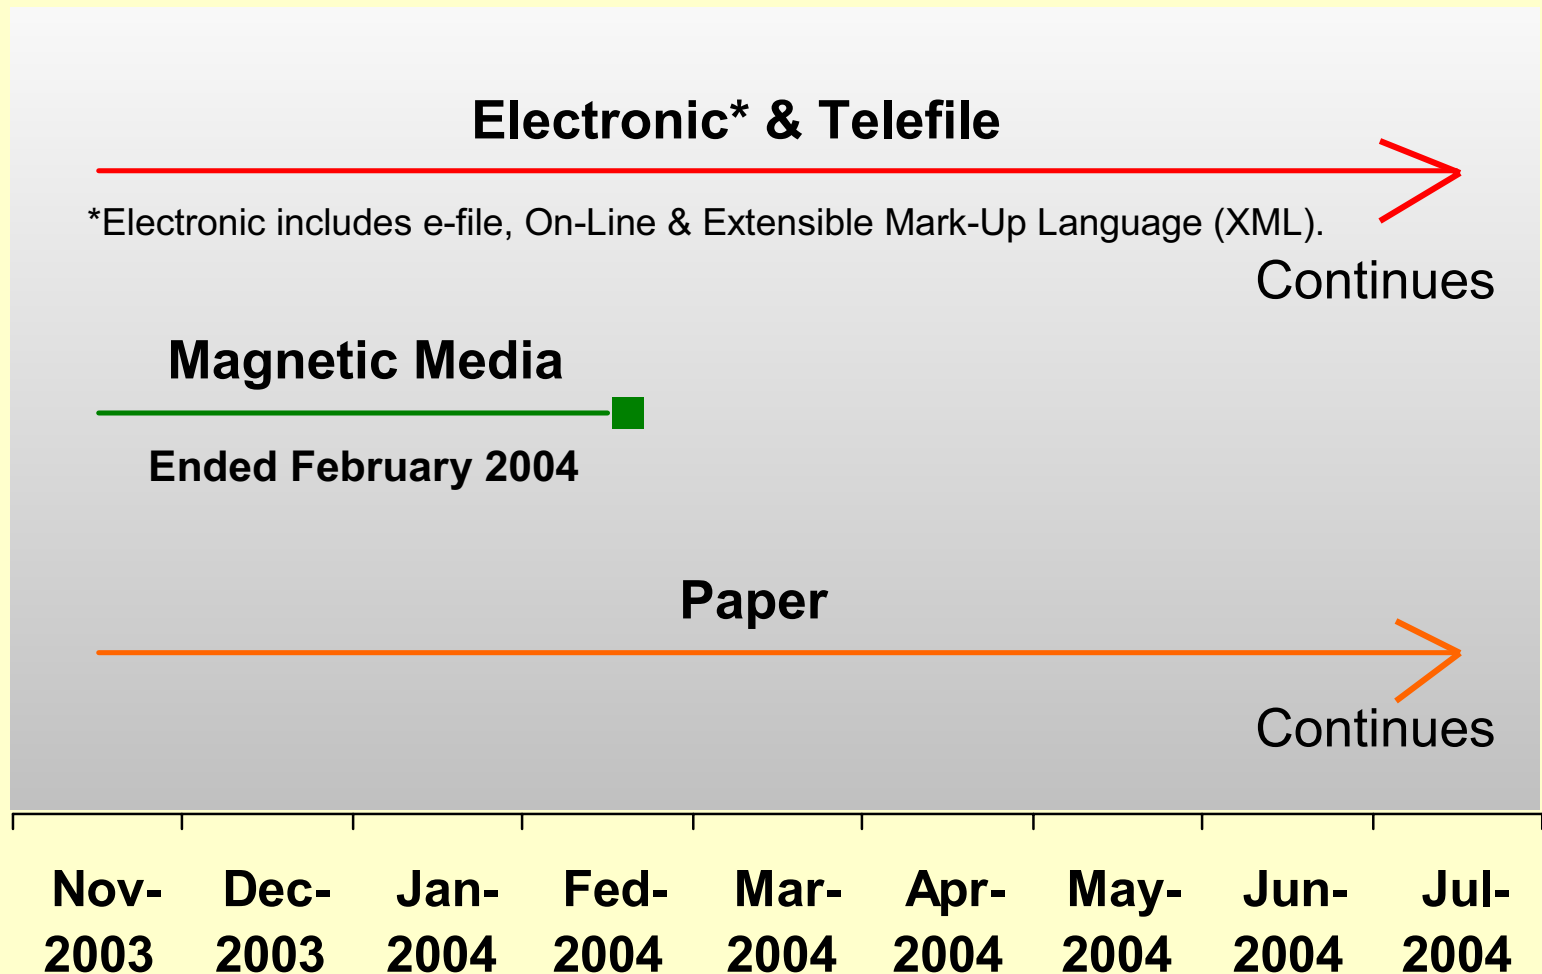 Electronic* & Telefile
*Electronic includes e-file, On-Line & Extensible Mark-Up Language (XML).
Continues
Magnetic Media
Ended February 2004
Paper
Continues
Nov- Dec- Jan- Fed- Mar- Apr- May- Jun- Jul-
2003 2003 2004 2004 2004 2004 2004 2004 2004